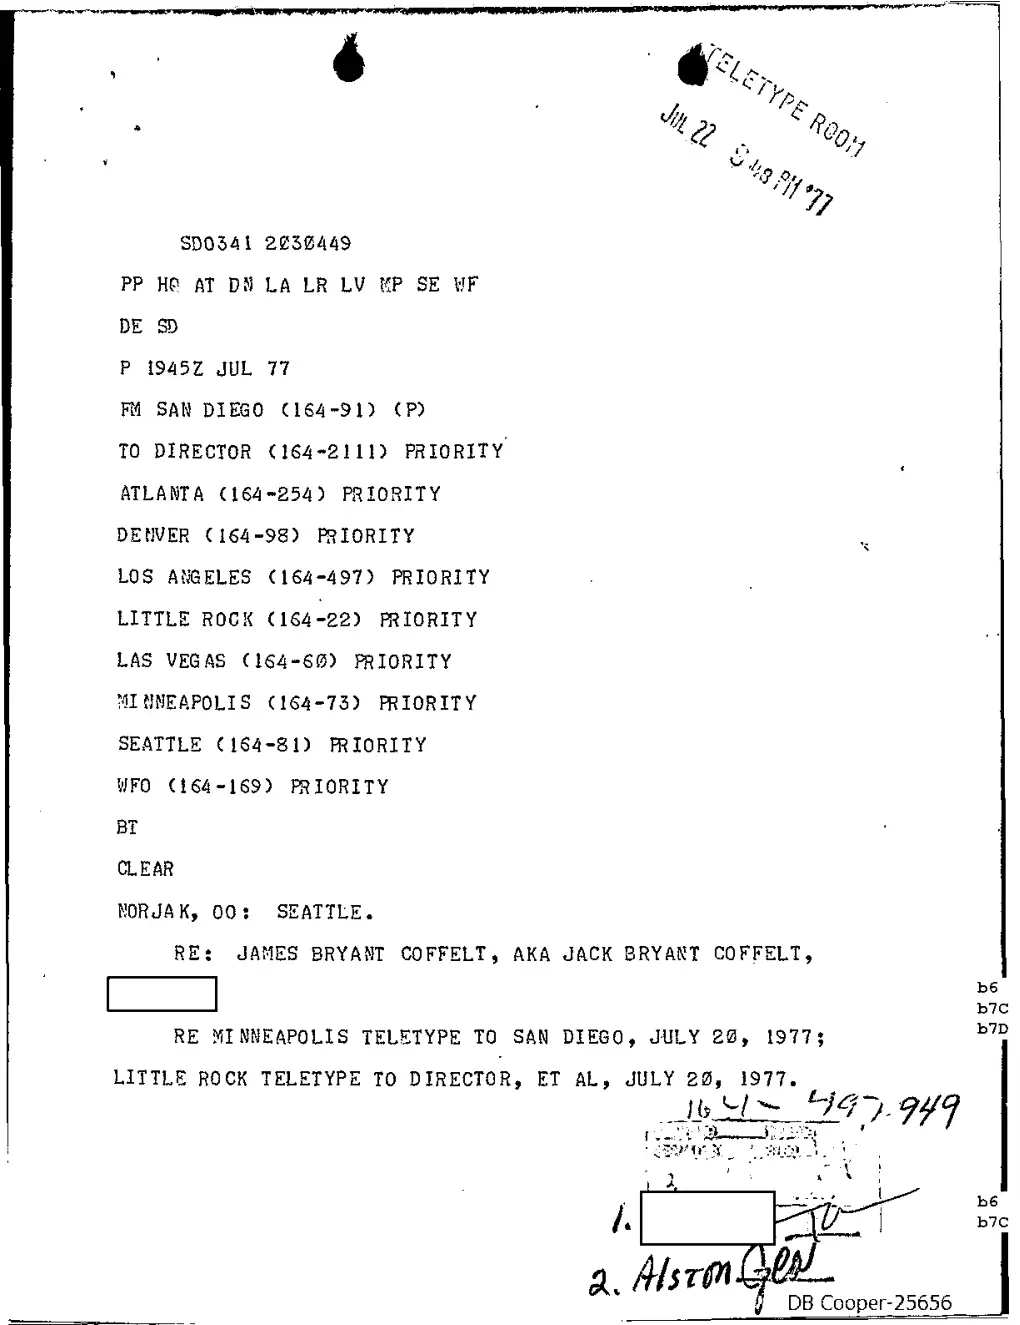 TELETYPE ROOM
JUL 22 8 48 PM '77
SD0341 2030449
PP HQ AT DN LA LR LV MP SE WF
DE SD
P 1945Z JUL 77
FM SAN DIEGO (164-91) (P)
TO DIRECTOR (164-2111) PRIORITY
ATLANTA (164-254) PRIORITY
DENVER (164-98) PRIORITY
LOS ANGELES (164-497) PRIORITY
LITTLE ROCK (164-22) PRIORITY
LAS VEGAS (164-60) PRIORITY
MINNEAPOLIS (164-73) PRIORITY
SEATTLE (164-81) PRIORITY
WFO (164-169) PRIORITY
BT
CLEAR
NORJAK, OO: SEATTLE.
RE: JAMES BRYANT COFFELT, AKA JACK BRYANT COFFELT,
b6
b7C
b7D
RE MINNEAPOLIS TELETYPE TO SAN DIEGO, JULY 20, 1977;
LITTLE ROCK TELETYPE TO DIRECTOR, ET AL, JULY 20, 1977.
164-497-949
2.
b6
1.
b7C
2. Alston
DB Cooper-25656